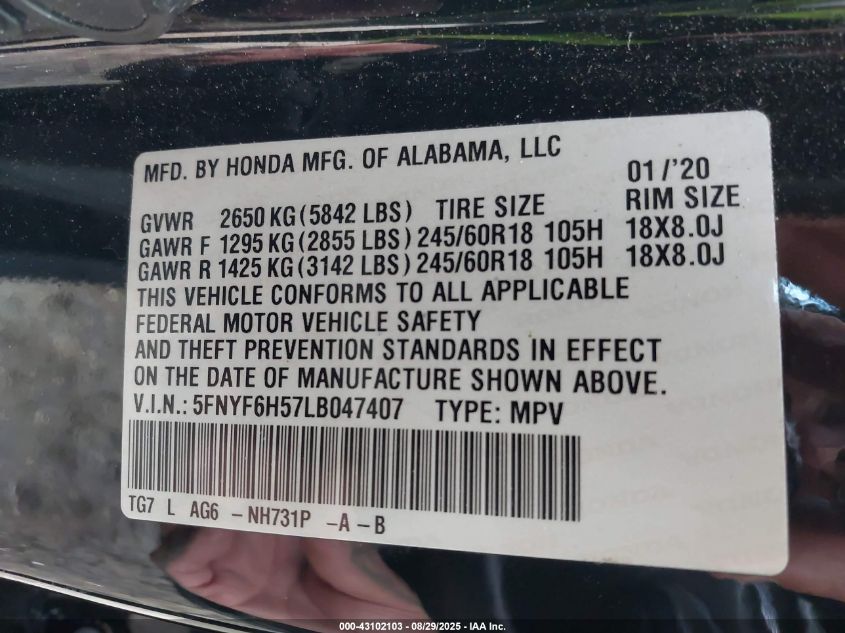 MFD. BY HONDA MFG. OF ALABAMA, LLC 01/'20
GVWR 2650 KG (5842 LBS) TIRE SIZE RIM SIZE
GAWR F 1295 KG (2855 LBS) 245/60R18 105H 18X8.0J
GAWR R 1425 KG (3142 LBS) 245/60R18 105H 18X8.0J
THIS VEHICLE CONFORMS TO ALL APPLICABLE
FEDERAL MOTOR VEHICLE SAFETY
AND THEFT PREVENTION STANDARDS IN EFFECT
ON THE DATE OF MANUFACTURE SHOWN ABOVE.
V.I.N.: 5FNYF6H57LB047407 TYPE: MPV
TG7 L AG6 -NH731P -A -B
000-43102103 - 08/29/2025 - IAA Inc.